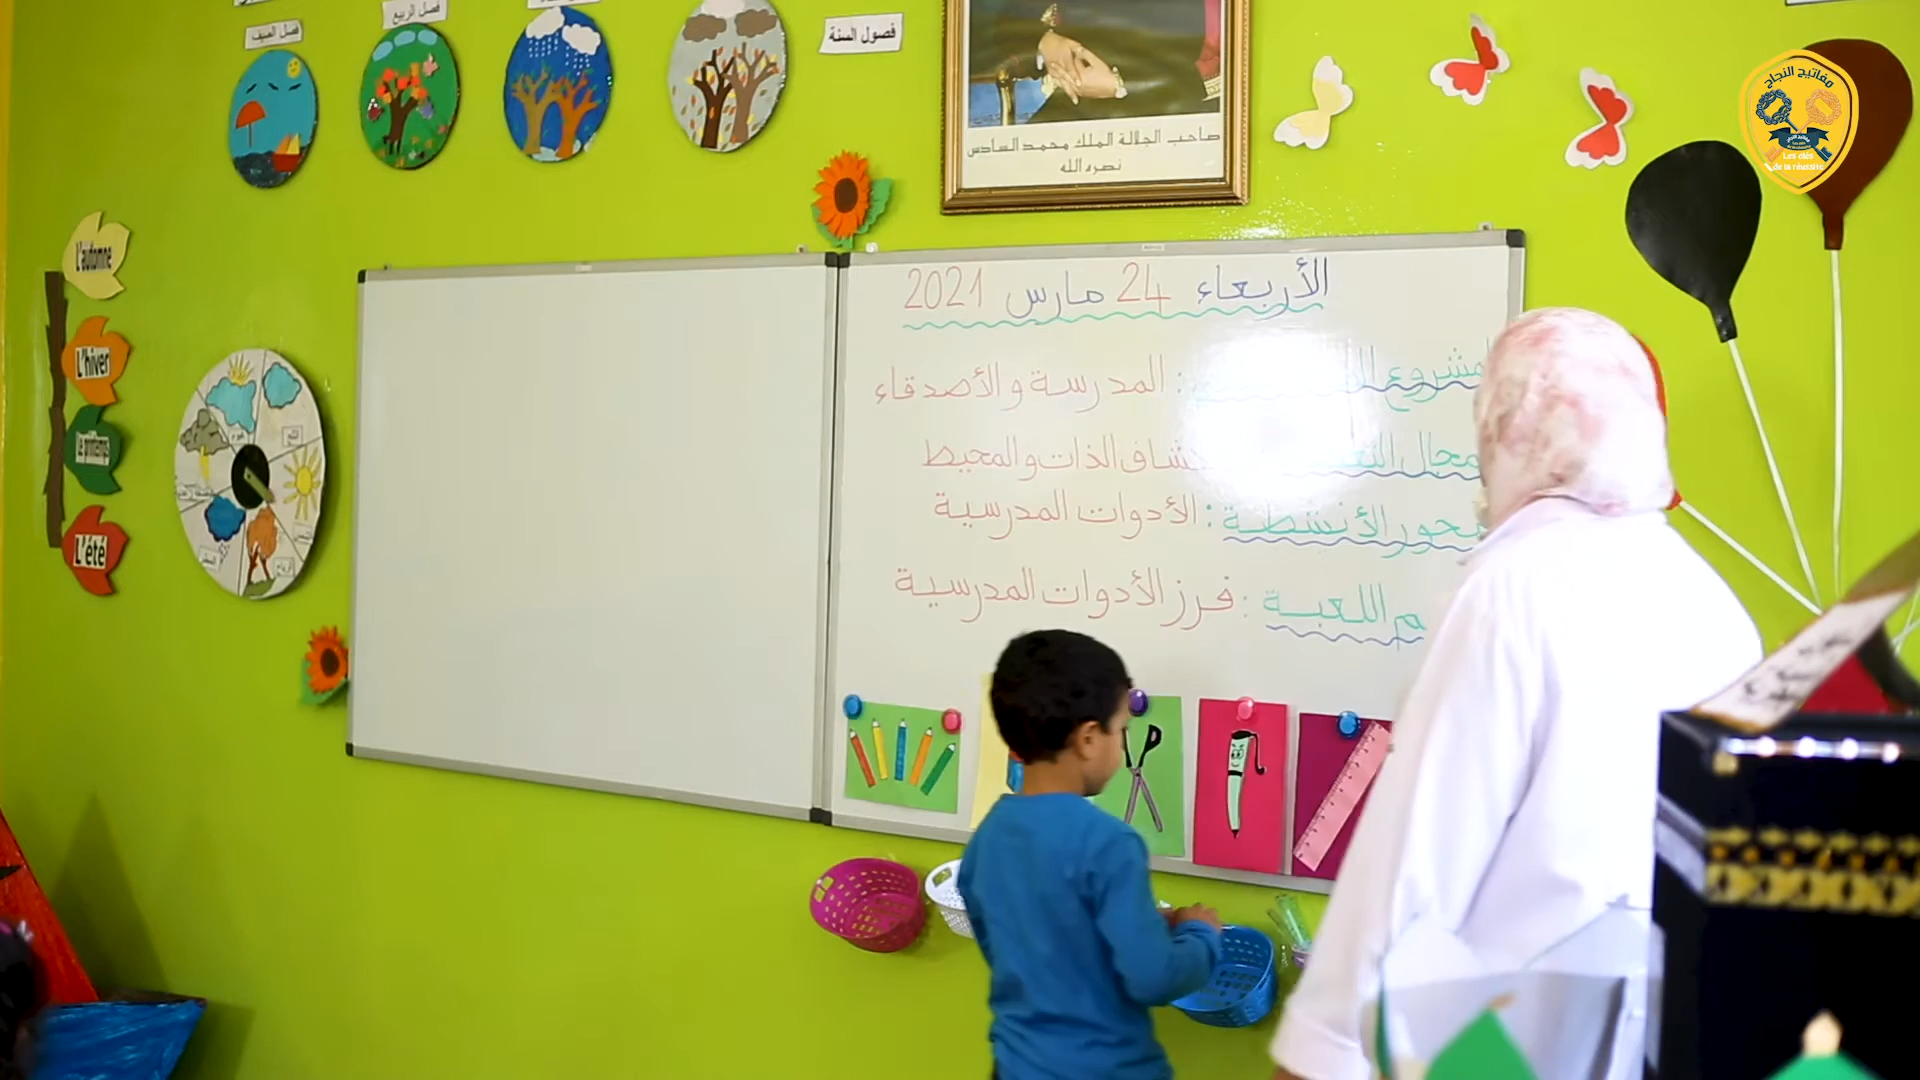 فصل الصيف
فصل الربيع
فصول السنة
صاحب الجلالة الملك محمد السادس
نصره الله
مفاتيح النجاح
Les clés
de la réussite
L'automne
L'hiver
Le printemps
L'été
الأربعاء 24 مارس 2021
مشروع : المدرسة والأصدقاء
مجال والمحيط
محور الأنشطة : الأدوات المدرسية
اللعبة : فرز الأدوات المدرسية